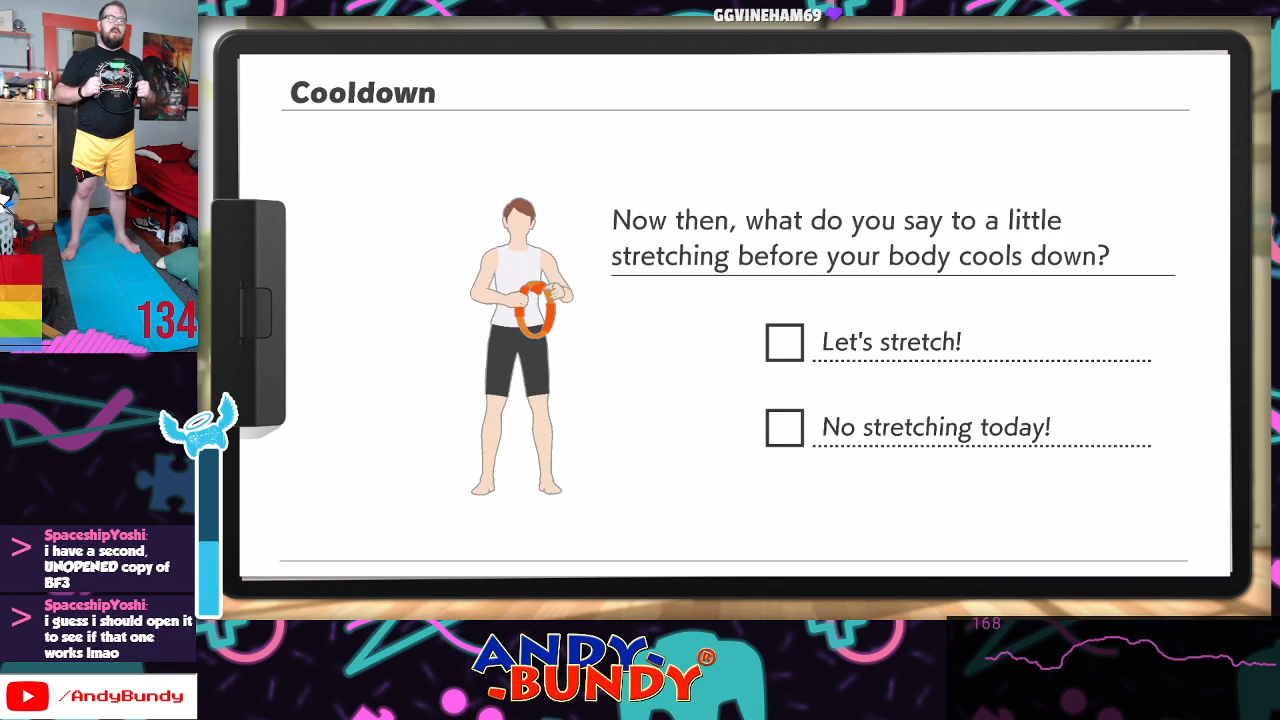 GGVINEHAM69
Cooldown
Now then, what do you say to a little
stretching before your body cools down?
Let's stretch!
No stretching today!
134
SpaceshipYoshi:
> i have a second,
UNOPENED copy of
BF3
SpaceshipYoshi:
> i guess i should open it
to see if that one
works lmao
/AndyBundy
ANDY-
-BUNDY®
168